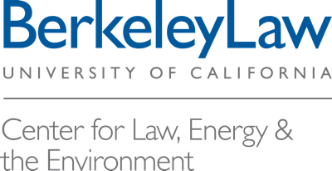 BerkeleyLaw
UNIVERSITY OF CALIFORNIA
Center for Law, Energy &
the Environment